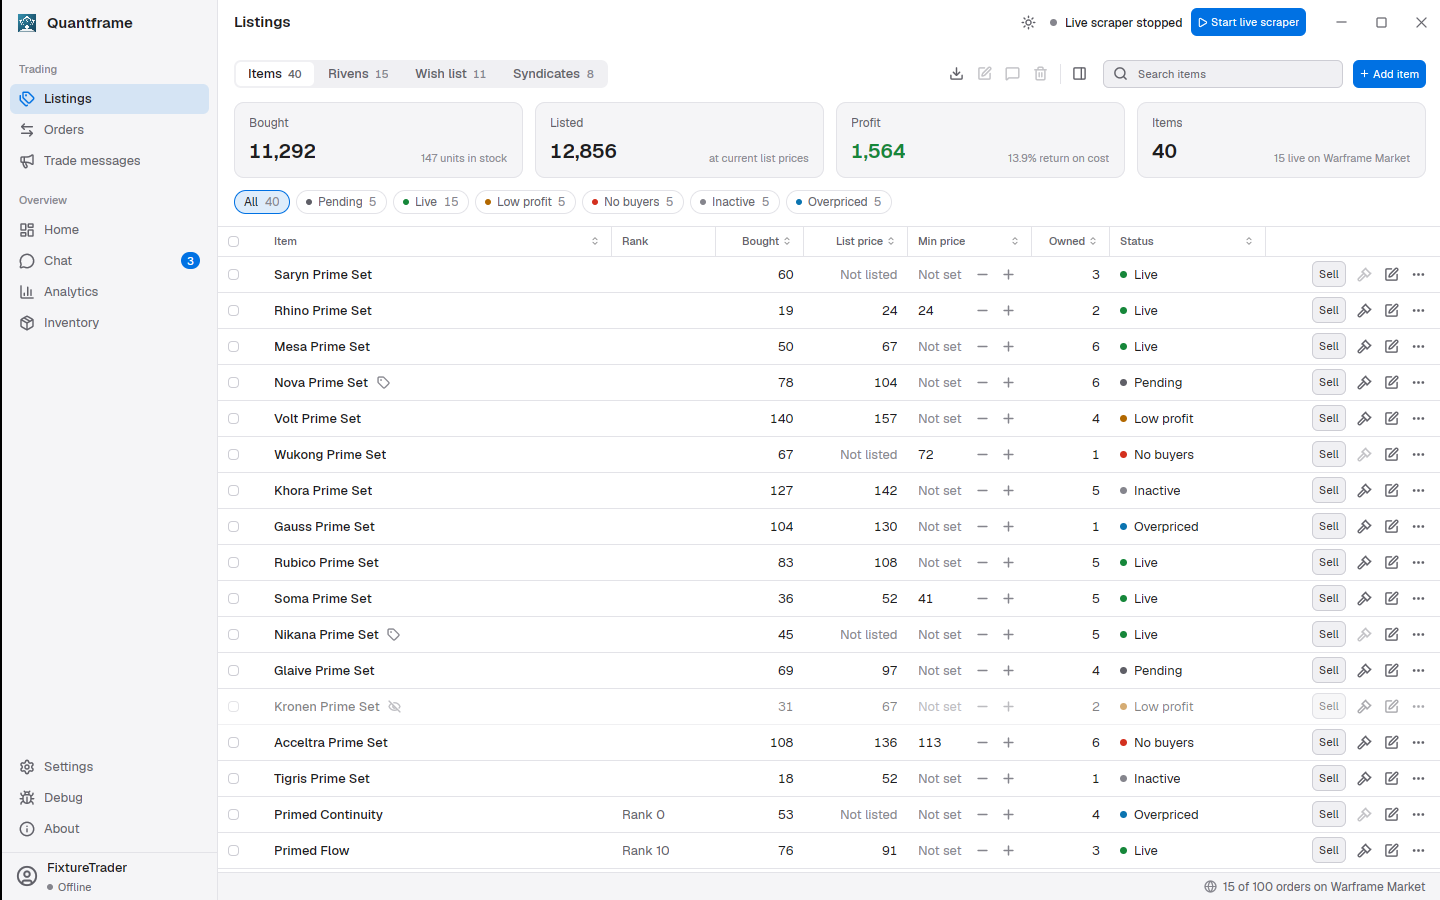 Quantframe
Listings
Live scraper stopped
Start live scraper
Trading
Listings
Orders
Trade messages
Overview
Home
Chat 3
Analytics
Inventory
Settings
Debug
About
FixtureTrader
Offline
Items 40 Rivens 15 Wish list 11 Syndicates 8
Search items
+ Add item
Bought
11,292 147 units in stock
Listed
12,856 at current list prices
Profit
1,564 13.9% return on cost
Items
40 15 live on Warframe Market
All 40 Pending 5 Live 15 Low profit 5 No buyers 5 Inactive 5 Overpriced 5
Item Rank Bought List price Min price Owned Status
Saryn Prime Set 60 Not listed Not set 3 Live Sell
Rhino Prime Set 19 24 24 2 Live Sell
Mesa Prime Set 50 67 Not set 6 Live Sell
Nova Prime Set 78 104 Not set 6 Pending Sell
Volt Prime Set 140 157 Not set 4 Low profit Sell
Wukong Prime Set 67 Not listed 72 1 No buyers Sell
Khora Prime Set 127 142 Not set 5 Inactive Sell
Gauss Prime Set 104 130 Not set 1 Overpriced Sell
Rubico Prime Set 83 108 Not set 5 Live Sell
Soma Prime Set 36 52 41 5 Live Sell
Nikana Prime Set 45 Not listed Not set 5 Live Sell
Glaive Prime Set 69 97 Not set 4 Pending Sell
Kronen Prime Set 31 67 Not set 2 Low profit Sell
Acceltra Prime Set 108 136 113 6 No buyers Sell
Tigris Prime Set 18 52 Not set 1 Inactive Sell
Primed Continuity Rank 0 53 Not listed Not set 4 Overpriced Sell
Primed Flow Rank 10 76 91 Not set 3 Live Sell
15 of 100 orders on Warframe Market